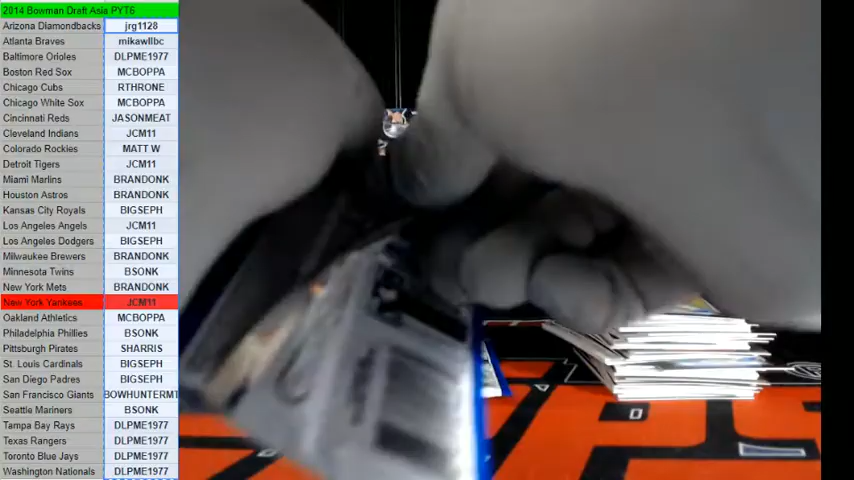 2014 Bowman Draft Asia PYT5
Arizona Diamondbacks jrg1128
Atlanta Braves mikawllbc
Baltimore Orioles DLPME1977
Boston Red Sox MCBOPPA
Chicago Cubs RTHRONE
Chicago White Sox MCBOPPA
Cincinnati Reds JASONMEAT
Cleveland Indians JCM11
Colorado Rockies MATT W
Detroit Tigers JCM11
Miami Marlins BRANDONK
Houston Astros BRANDONK
Kansas City Royals BIGSEPH
Los Angeles Angels JCM11
Los Angeles Dodgers BIGSEPH
Milwaukee Brewers BRANDONK
Minnesota Twins BSONK
New York Mets BRANDONK
New York Yankees JCM11
Oakland Athletics MCBOPPA
Philadelphia Phillies BSONK
Pittsburgh Pirates SHARRIS
St. Louis Cardinals BIGSEPH
San Diego Padres BIGSEPH
San Francisco Giants BOWHUNTERMT
Seattle Mariners BSONK
Tampa Bay Rays DLPME1977
Texas Rangers DLPME1977
Toronto Blue Jays DLPME1977
Washington Nationals DLPME1977